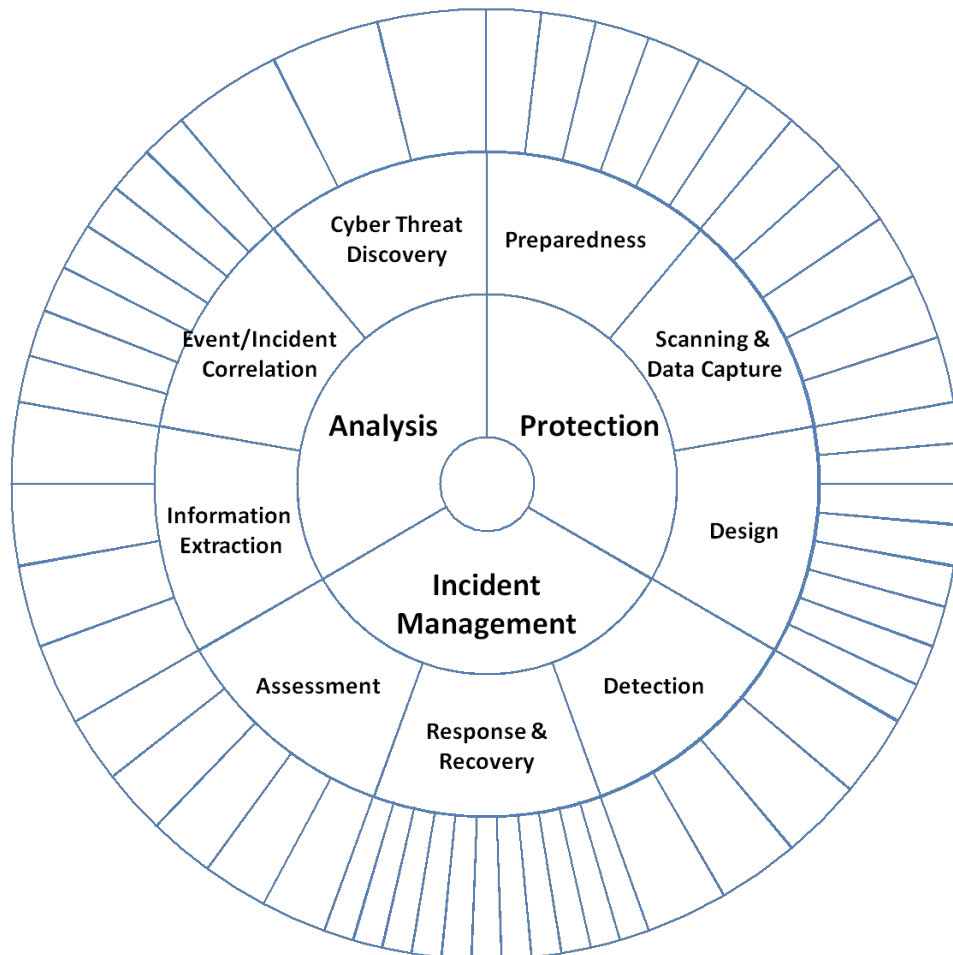 Cyber Threat
Discovery
Preparedness
Event/Incident
Correlation
Scanning &
Data Capture
Analysis
Protection
Information
Extraction
Design
Incident
Management
Assessment
Detection
Response &
Recovery